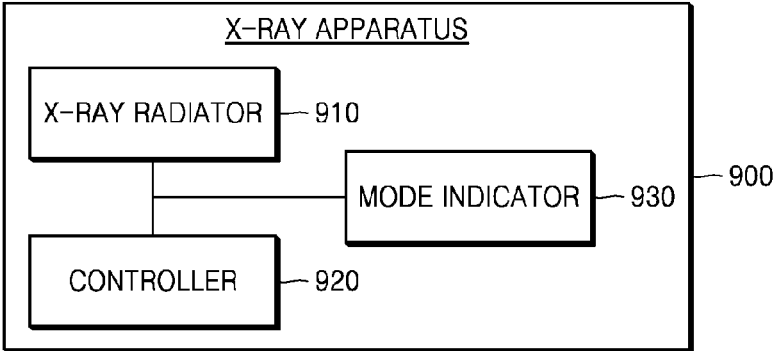 X-RAY APPARATUS
X-RAY RADIATOR
910
MODE INDICATOR
930
900
CONTROLLER
920